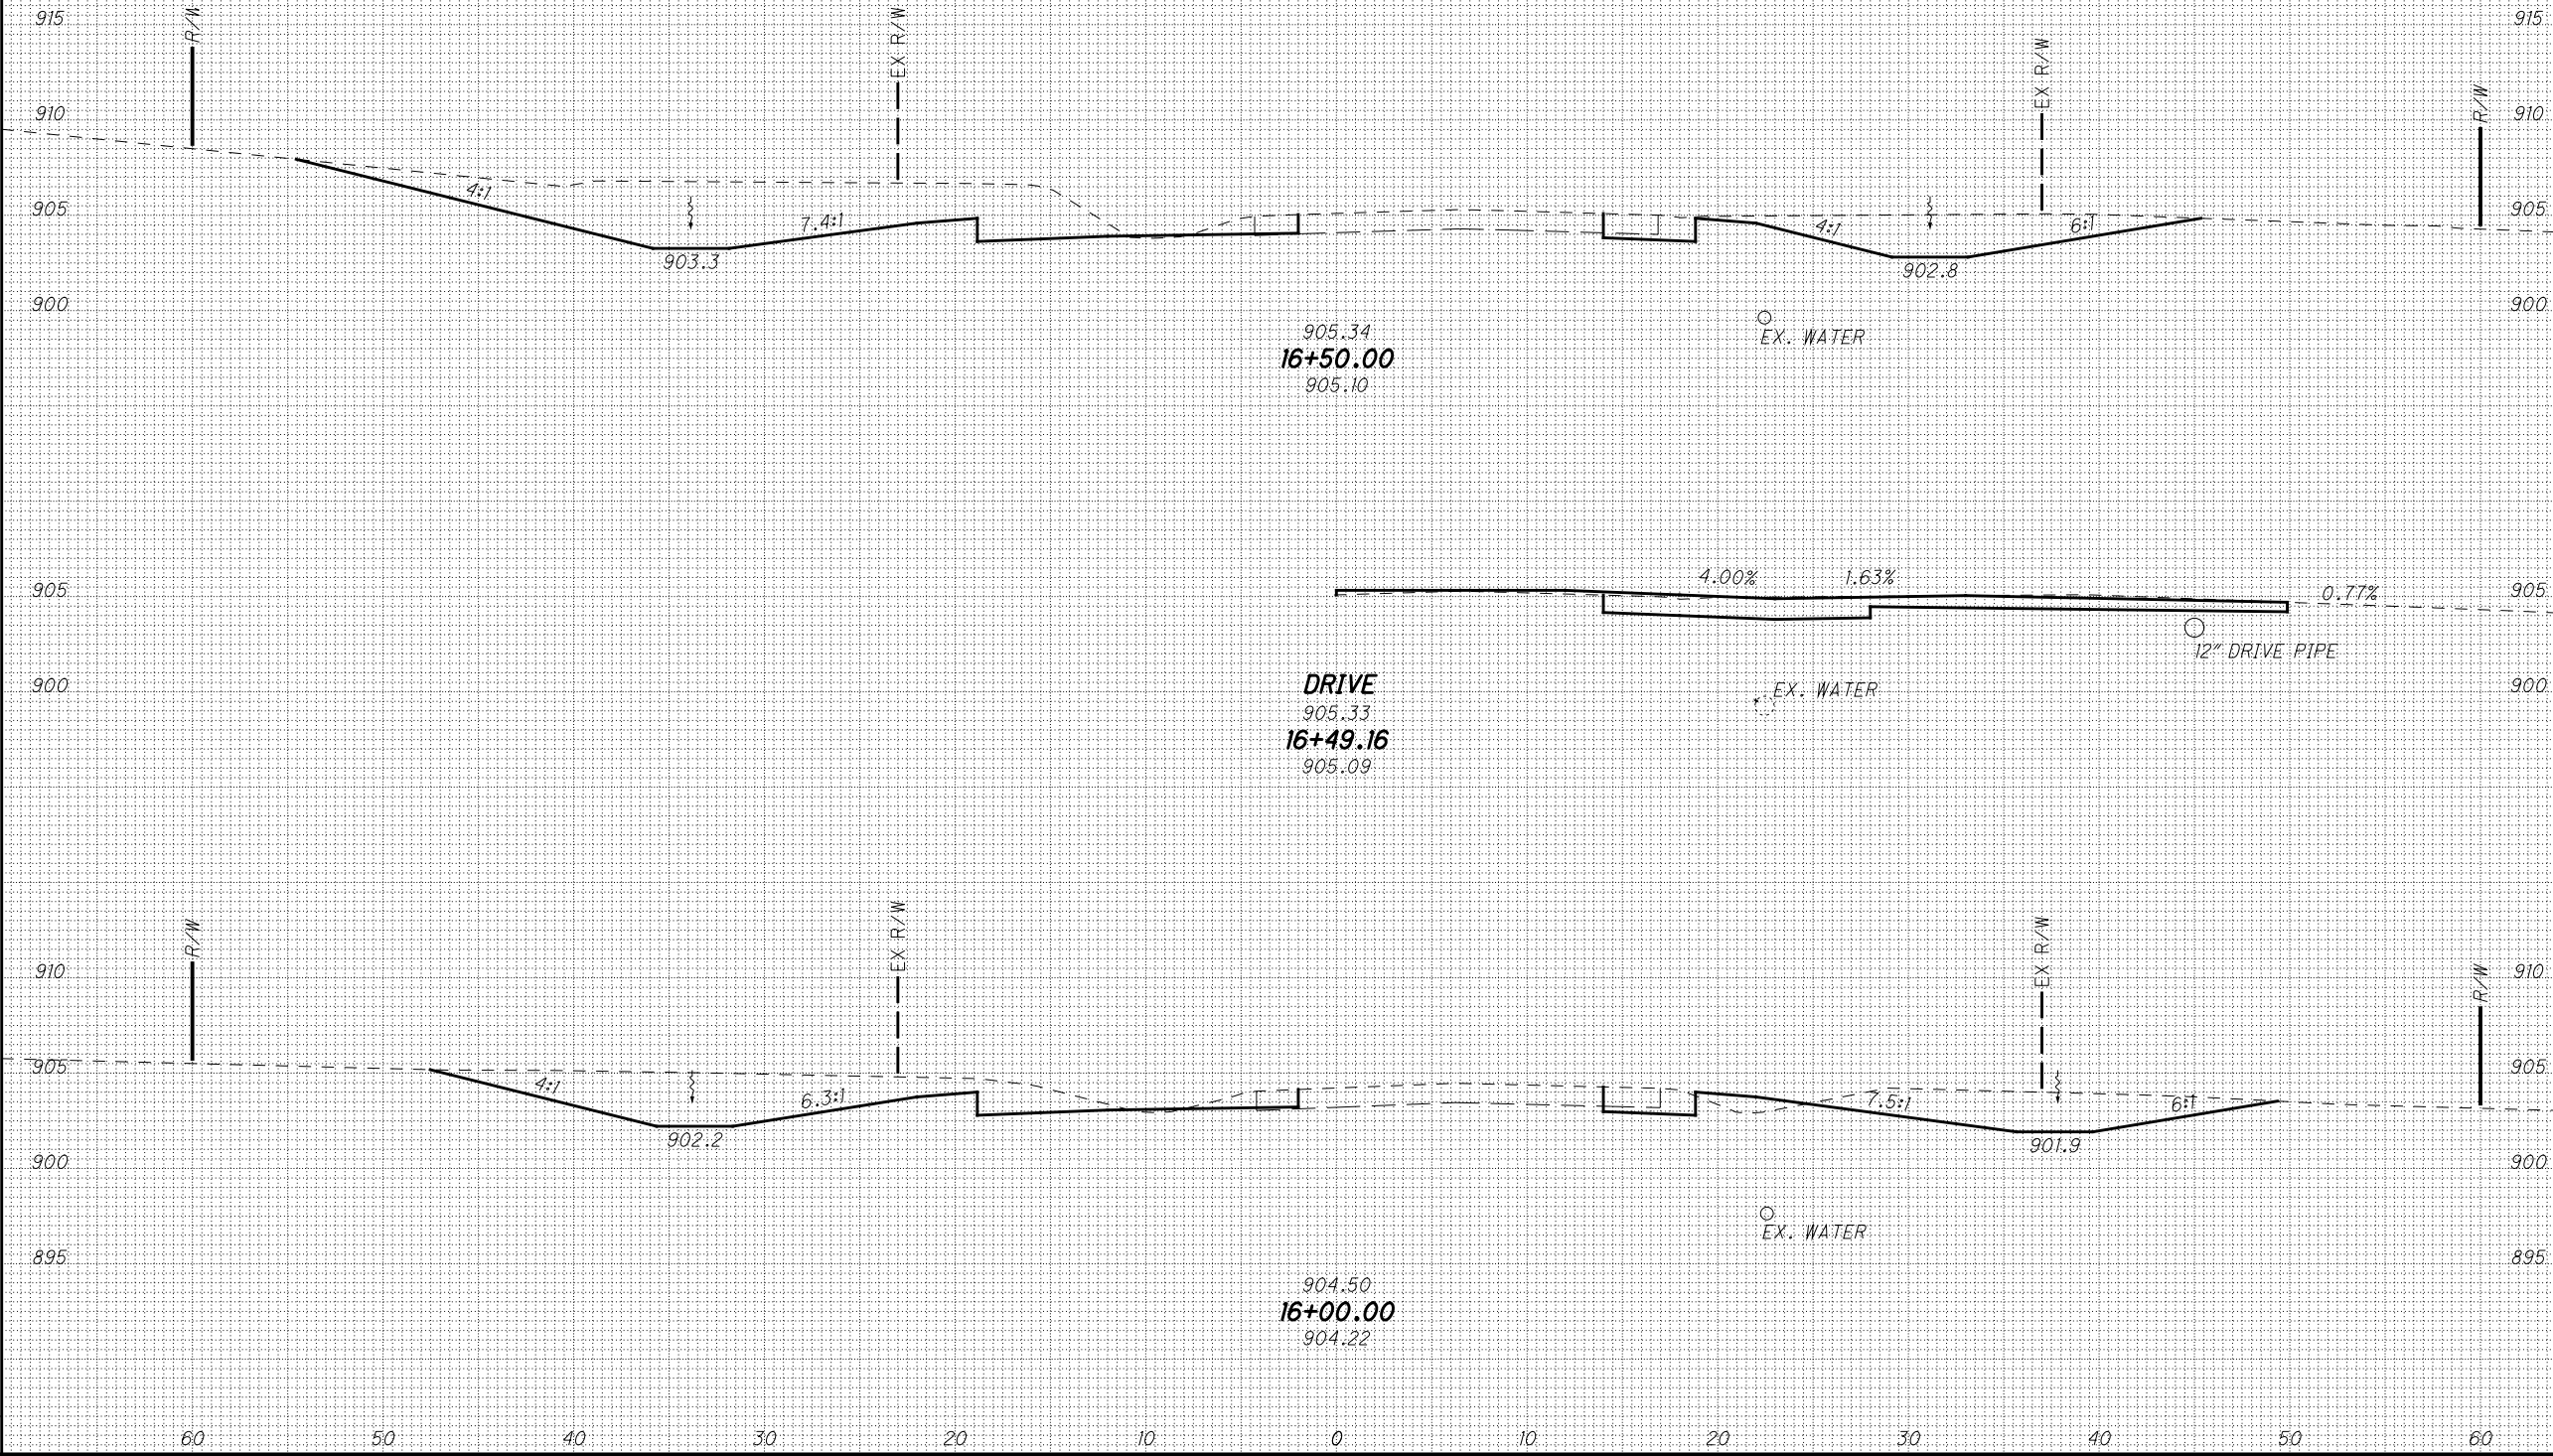 915 915
R/W EX R/W EX R/W R/W
910 910
4:1 7.4:1 4:1 6:1
905 905
903.3 902.8
900 900
905.34
16+50.00
905.10
EX. WATER
4.00% 1.63% 0.77%
905 905
12" DRIVE PIPE
900 900
DRIVE
905.33
16+49.16
905.09
EX. WATER
R/W EX R/W EX R/W R/W
910 910
905 905
4:1 6.3:1 7.5:1 6:1
902.2 901.9
900 900
EX. WATER
895 895
904.50
16+00.00
904.22
60 50 40 30 20 10 0 10 20 30 40 50 60